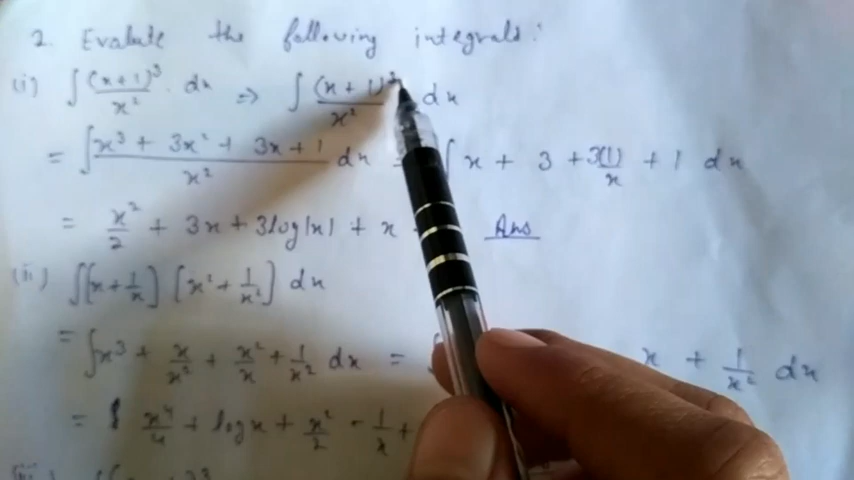 2. Evaluate the following integrals:
(i) ∫ (x+1)³/x² . dx => ∫ (x+1)³/x² dx
= ∫ x³ + 3x² + 3x + 1/x² dx = ∫ x + 3 + 3(1)/x + 1 dx
= x²/2 + 3x + 3log|x| + x + Ans
(ii) ∫[x+1/x] [x²+1/x²] dx
= ∫x³ + x/x² + x²/x + 1/x² dx = x + 1/x² dx
= x⁴/4 + log x + x²/2 - 1/x +
(iii)